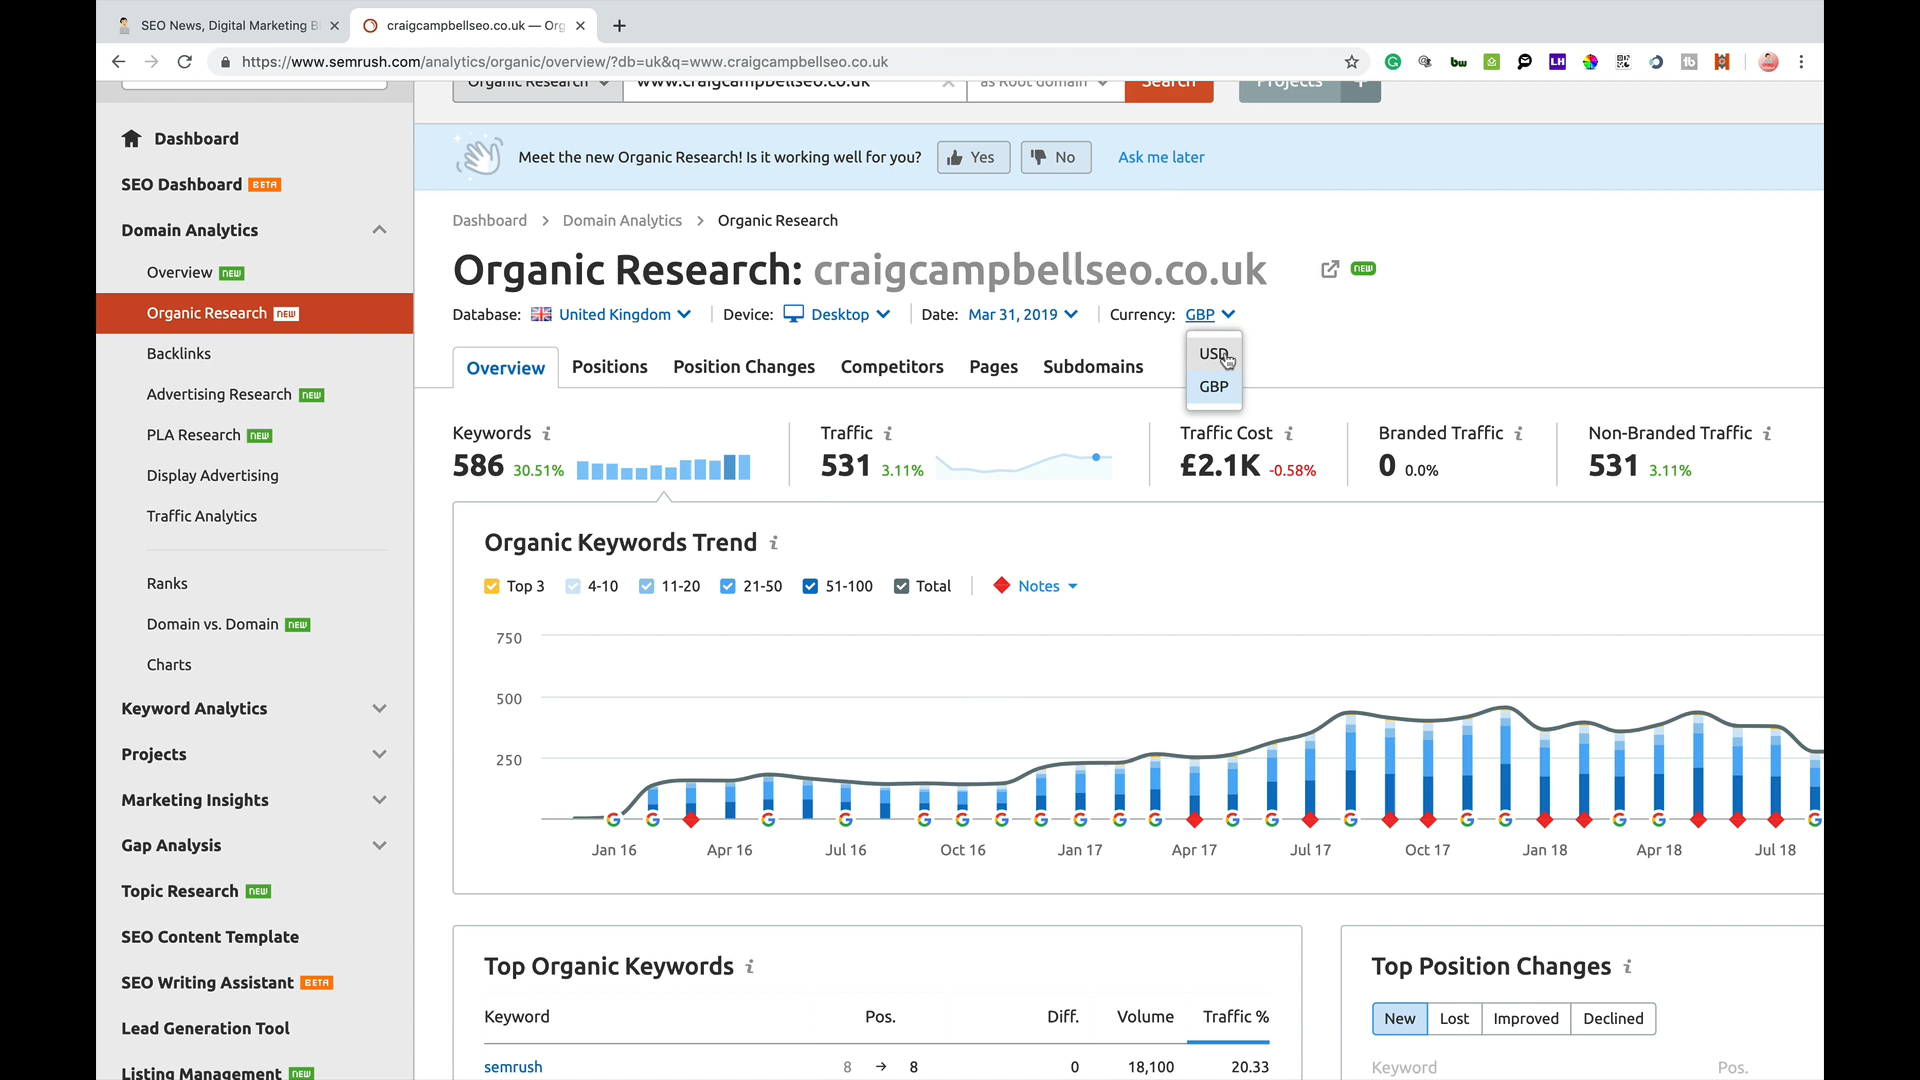 SEO News, Digital Marketing B
craigcampbellseo.co.uk — Org
https://www.semrush.com/analytics/organic/overview/?db=uk&q=www.craigcampbellseo.co.uk
Organic Research
www.craigcampbellseo.co.uk
as Root domain
Search
Projects
Meet the new Organic Research! Is it working well for you?
Yes
No
Ask me later
Dashboard
SEO Dashboard BETA
Domain Analytics
Overview new
Organic Research new
Backlinks
Advertising Research new
PLA Research new
Display Advertising
Traffic Analytics
Ranks
Domain vs. Domain new
Charts
Keyword Analytics
Projects
Marketing Insights
Gap Analysis
Topic Research new
SEO Content Template
SEO Writing Assistant BETA
Lead Generation Tool
Listing Management new
Dashboard > Domain Analytics > Organic Research
Organic Research: craigcampbellseo.co.uk new
Database: United Kingdom
Device: Desktop
Date: Mar 31, 2019
Currency: GBP
USD
GBP
Overview Positions Position Changes Competitors Pages Subdomains
Keywords i
586 30.51%
Traffic i
531 3.11%
Traffic Cost i
£2.1K -0.58%
Branded Traffic i
0 0.0%
Non-Branded Traffic i
531 3.11%
Organic Keywords Trend i
Top 3 4-10 11-20 21-50 51-100 Total Notes
750
500
250
Jan 16 Apr 16 Jul 16 Oct 16 Jan 17 Apr 17 Jul 17 Oct 17 Jan 18 Apr 18 Jul 18
Top Organic Keywords i
Keyword Pos. Diff. Volume Traffic %
semrush 8 → 8 0 18,100 20.33
Top Position Changes i
New Lost Improved Declined
Keyword Pos.